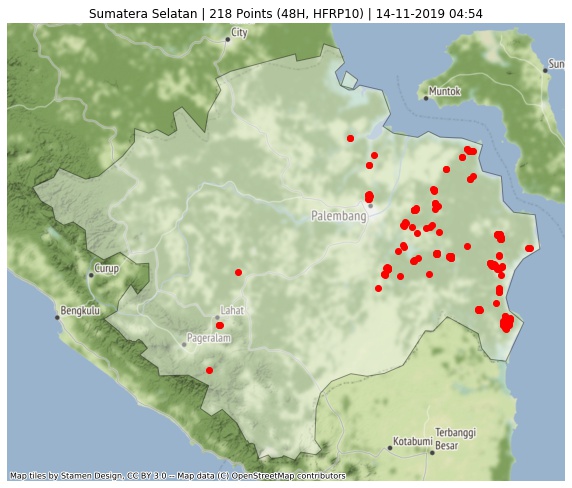 Sumatera Selatan | 218 Points (48H, HFRP10) | 14-11-2019 04:54
City
Sun
Muntok
Palembang
Curup
Bengkulu
Lahat
Pageralam
Terbanggi
Besar
Kotabumi
Map tiles by Stamen Design, CC BY 3.0 -- Map data (C) OpenStreetMap contributors